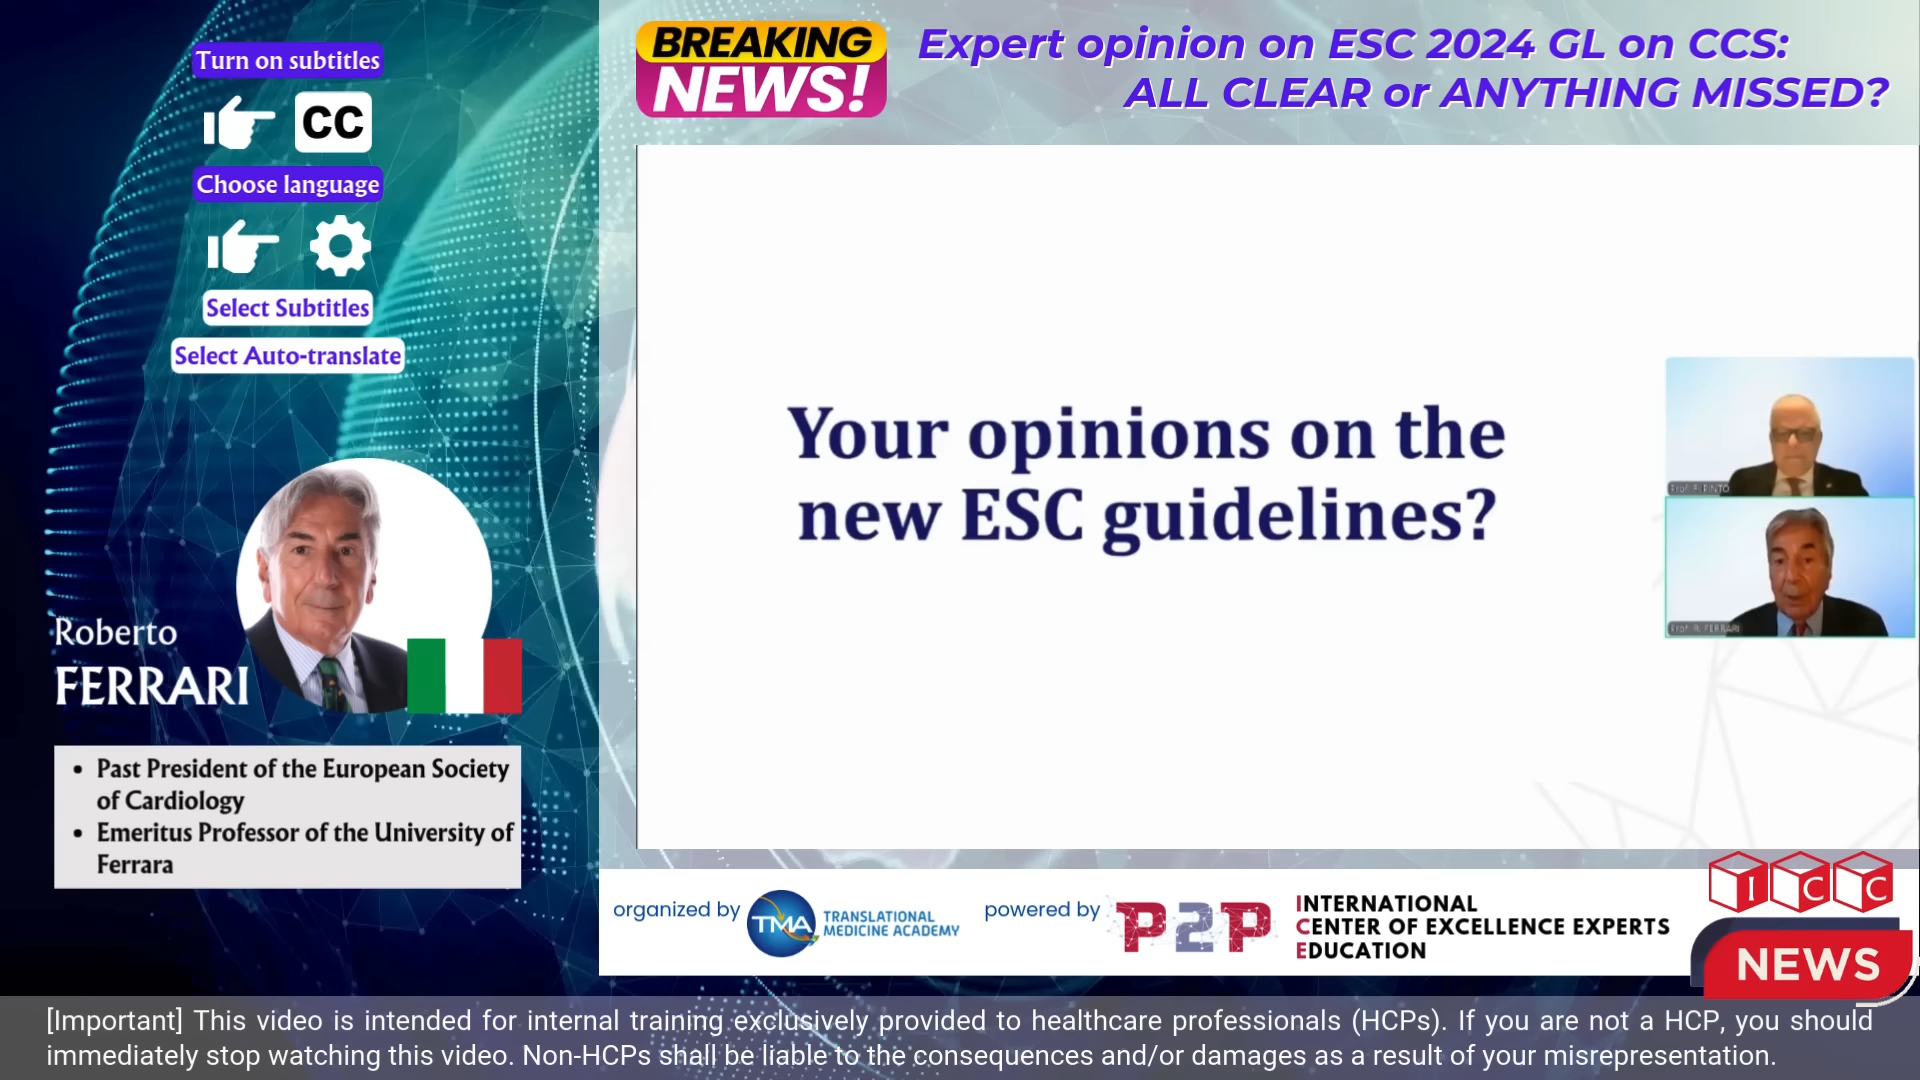 Turn on subtitles
CC
Choose language
Select Subtitles
Select Auto-translate
Roberto
FERRARI
• Past President of the European Society
of Cardiology
• Emeritus Professor of the University of
Ferrara
BREAKING
NEWS!
Expert opinion on ESC 2024 GL on CCS:
ALL CLEAR or ANYTHING MISSED?
Your opinions on the
new ESC guidelines?
Prof. F. PINTO
Prof. R. FERRARI
organized by
TMA
TRANSLATIONAL
MEDICINE ACADEMY
powered by
P2P
INTERNATIONAL
CENTER OF EXCELLENCE EXPERTS
EDUCATION
ICC
NEWS
[Important] This video is intended for internal training exclusively provided to healthcare professionals (HCPs). If you are not a HCP, you should
immediately stop watching this video. Non-HCPs shall be liable to the consequences and/or damages as a result of your misrepresentation.